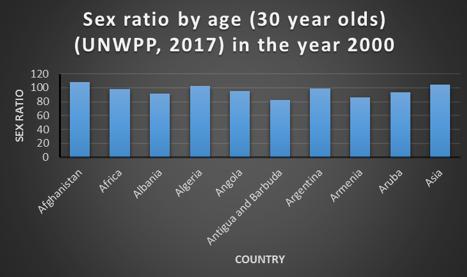 Sex ratio by age (30 year olds)
(UNWPP, 2017) in the year 2000
120
100
80
60
40
20
0
SEX RATIO
Afghanistan
Africa
Albania
Algeria
Angola
Antigua and Barbuda
Argentina
Armenia
Aruba
Asia
COUNTRY